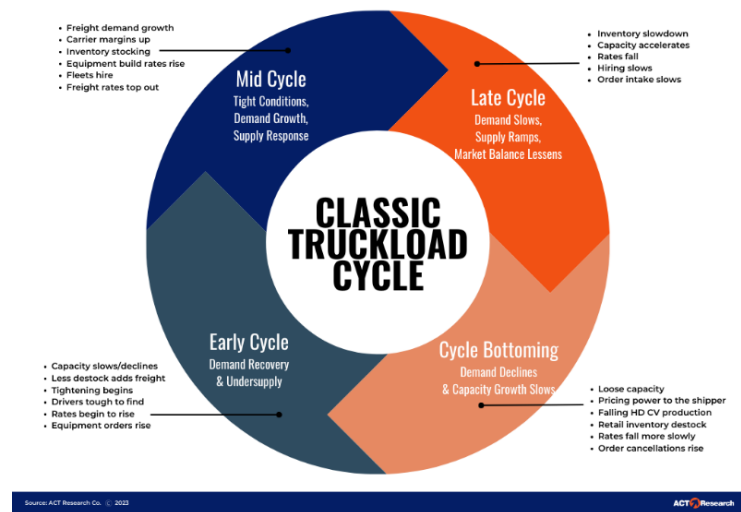 • Freight demand growth
• Carrier margins up
• Inventory stocking
• Equipment build rates rise
• Fleets hire
• Freight rates top out
Mid Cycle
Tight Conditions,
Demand Growth,
Supply Response
• Inventory slowdown
• Capacity accelerates
• Rates fall
• Hiring slows
• Order intake slows
Late Cycle
Demand Slows,
Supply Ramps,
Market Balance Lessens
CLASSIC
TRUCKLOAD
CYCLE
Early Cycle
Demand Recovery
& Undersupply
• Capacity slows/declines
• Less destock adds freight
• Tightening begins
• Drivers tough to find
• Rates begin to rise
• Equipment orders rise
Cycle Bottoming
Demand Declines
& Capacity Growth Slows
• Loose capacity
• Pricing power to the shipper
• Falling HD CV production
• Retail inventory destock
• Rates fall more slowly
• Order cancellations rise
Source: ACT Research Co. © 2023
ACT Research